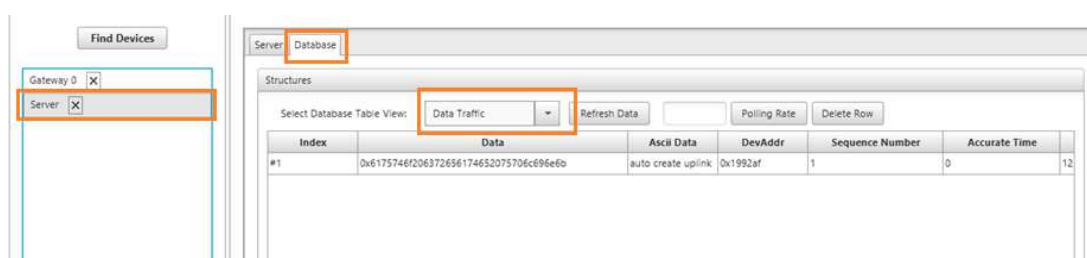 Find Devices
Server Database
Gateway 0
Structures
Server
Select Database Table View: Data Traffic Refresh Data Polling Rate Delete Row
Index Data Ascii Data DevAddr Sequence Number Accurate Time
#1 0x6175746f206372656174652075706c696e6b auto create uplink 0x1992af 1 0 12